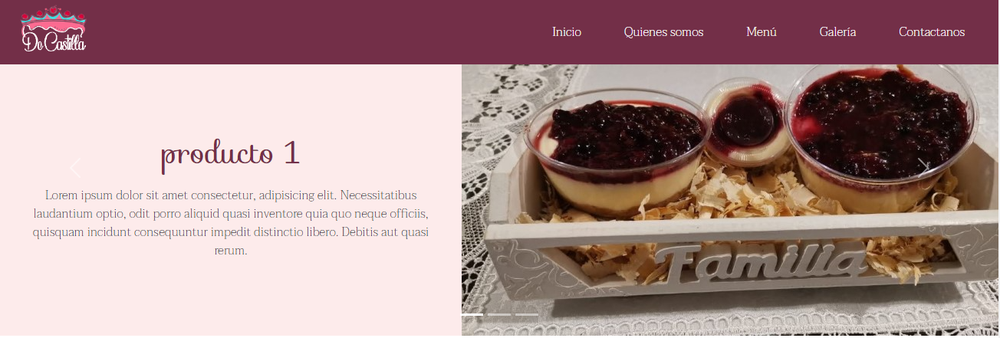 De Castilla
Inicio
Quienes somos
Menú
Galería
Contactanos
producto 1
Lorem ipsum dolor sit amet consectetur, adipisicing elit. Necessitatibus
laudantium optio, odit porro aliquid quasi inventore quia quo neque officiis,
quisquam incidunt consequuntur impedit distinctio libero. Debitis aut quasi
rerum.
Familia